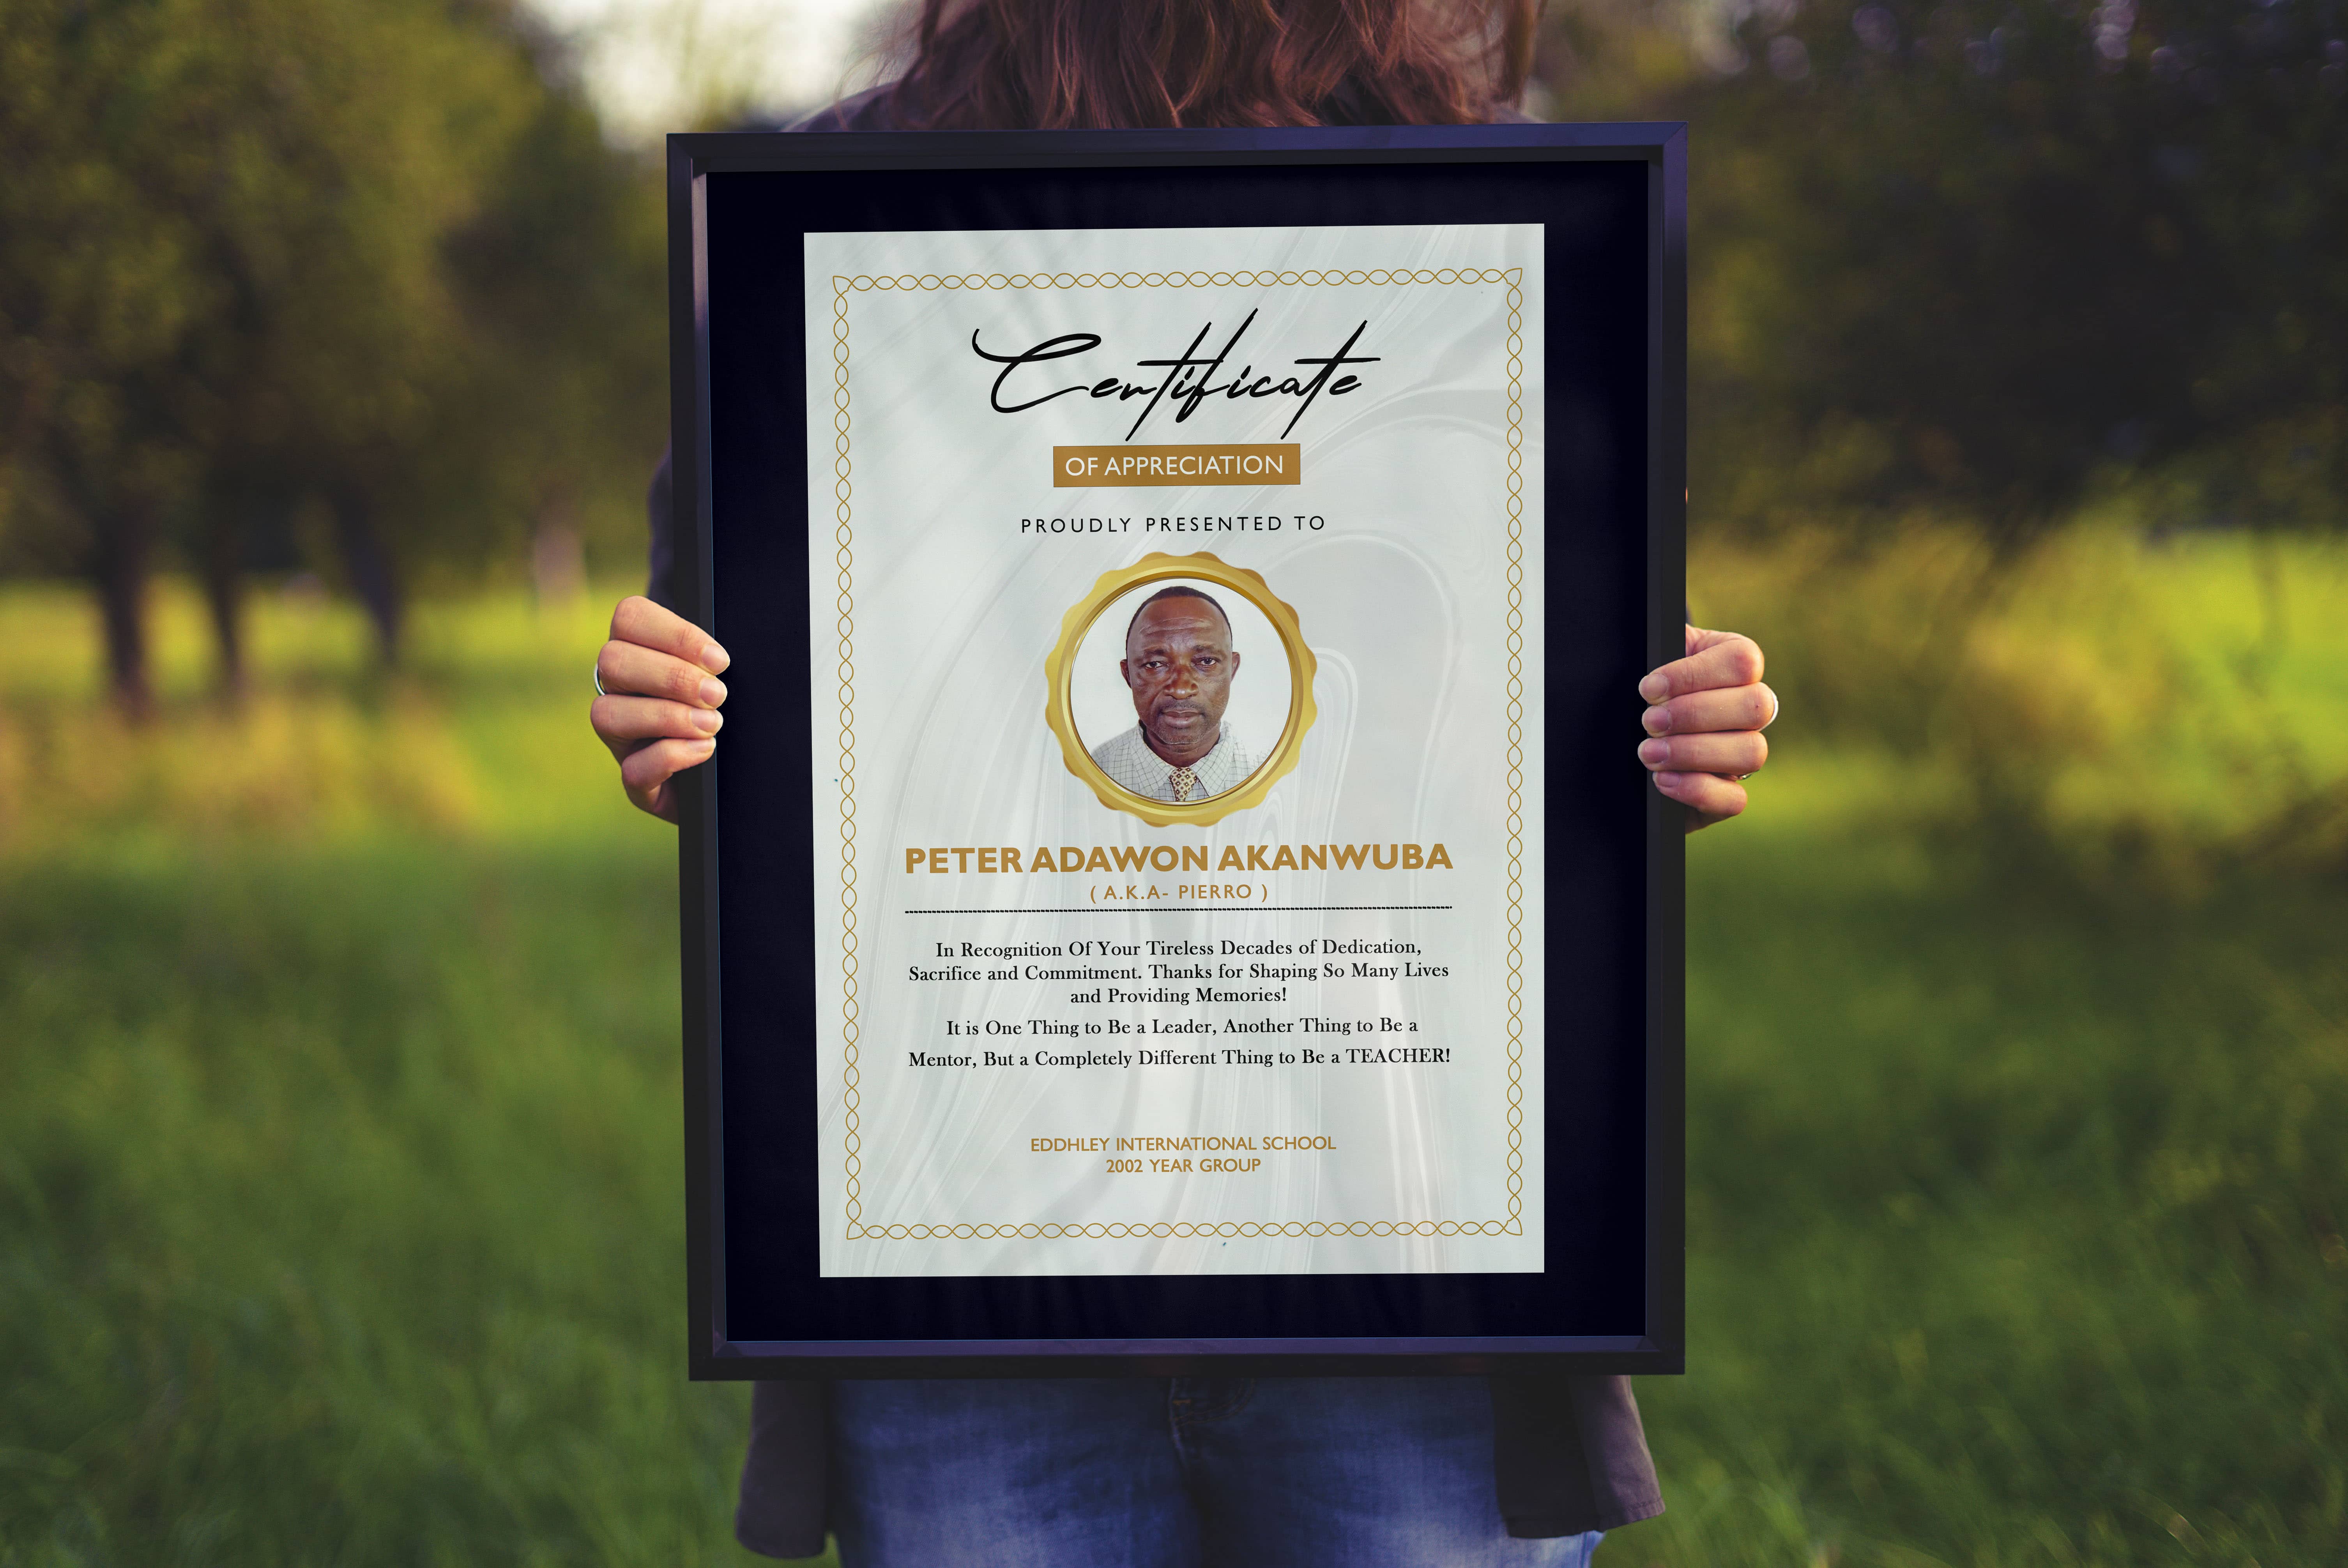 Certificate
OF APPRECIATION
PROUDLY PRESENTED TO
PETER ADAWON AKANWUBA
( A.K.A- PIERRO )
In Recognition Of Your Tireless Decades of Dedication,
Sacrifice and Commitment. Thanks for Shaping So Many Lives
and Providing Memories!
It is One Thing to Be a Leader, Another Thing to Be a
Mentor, But a Completely Different Thing to Be a TEACHER!
EDDHLEY INTERNATIONAL SCHOOL
2002 YEAR GROUP